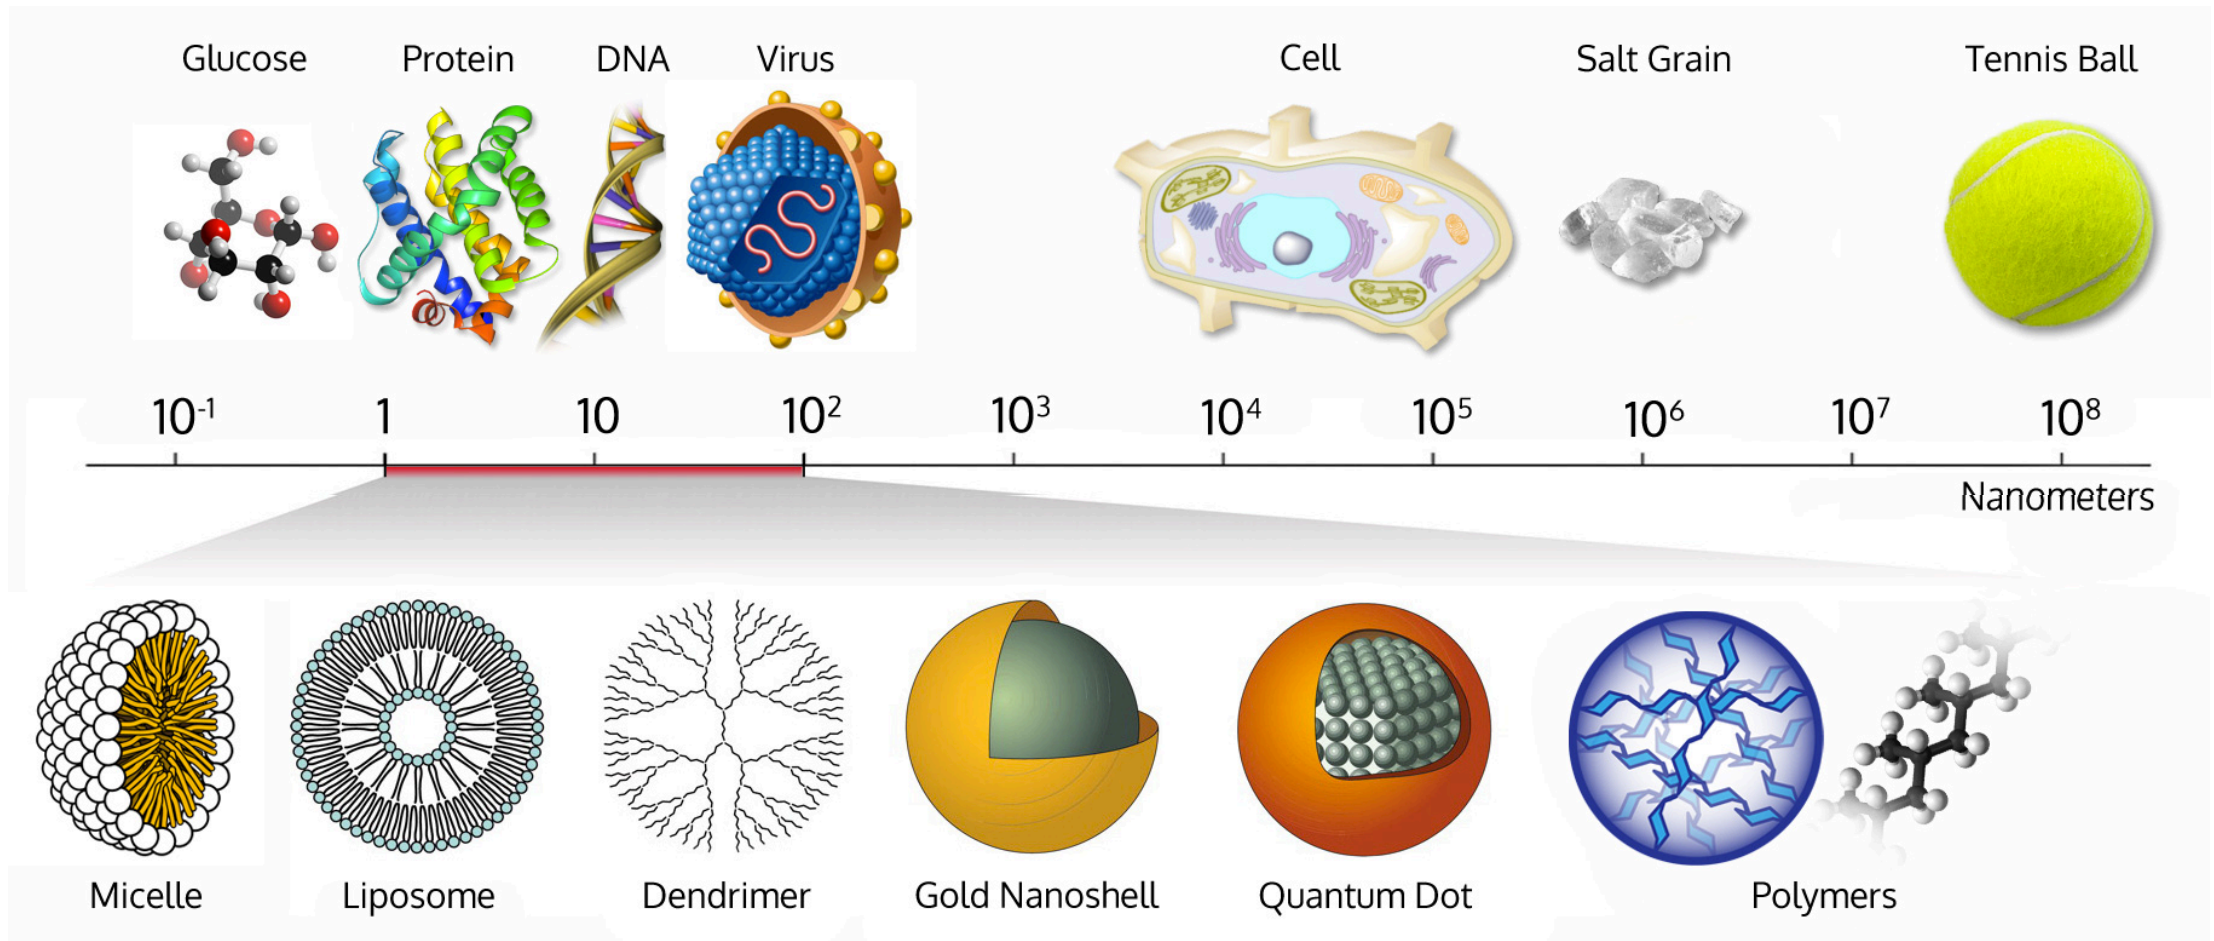 Glucose Protein DNA Virus Cell Salt Grain Tennis Ball
10⁻¹ 1 10 10² 10³ 10⁴ 10⁵ 10⁶ 10⁷ 10⁸
Nanometers
Micelle Liposome Dendrimer Gold Nanoshell Quantum Dot Polymers